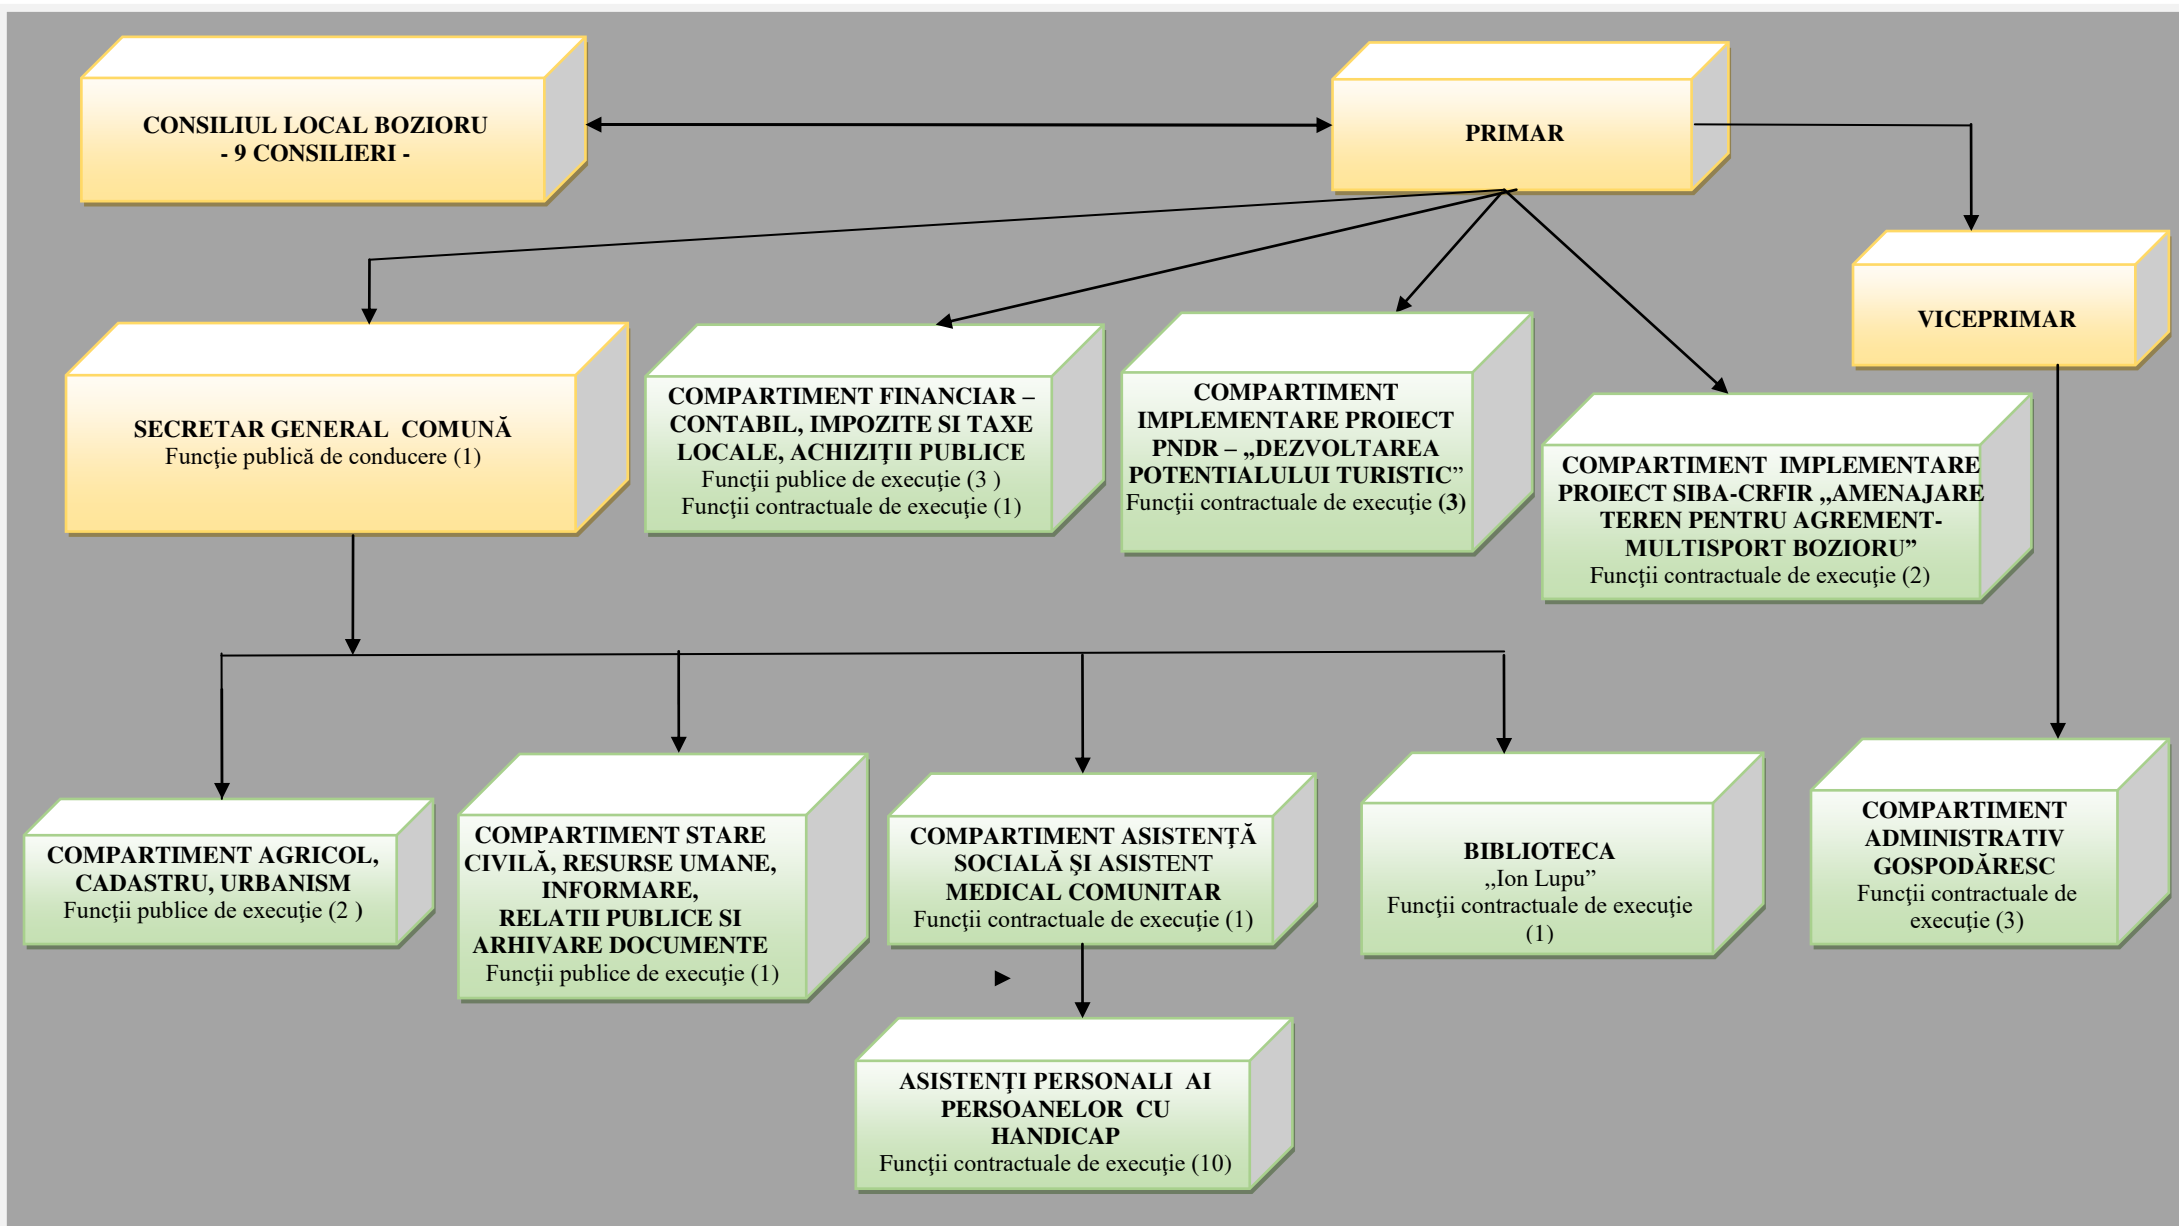 CONSILIUL LOCAL BOZIORU
- 9 CONSILIERI -
PRIMAR
VICEPRIMAR
SECRETAR GENERAL  COMUNĂ
Funcţie publică de conducere (1)
COMPARTIMENT FINANCIAR –
CONTABIL, IMPOZITE SI TAXE
LOCALE, ACHIZIŢII PUBLICE
Funcţii publice de execuţie (3 )
Funcţii contractuale de execuţie (1)
COMPARTIMENT
IMPLEMENTARE PROIECT
PNDR – „DEZVOLTAREA
POTENTIALULUI TURISTIC”
Funcţii contractuale de execuţie (3)
COMPARTIMENT  IMPLEMENTARE
PROIECT SIBA-CRFIR „AMENAJARE
TEREN PENTRU AGREMENT-
MULTISPORT BOZIORU”
Funcţii contractuale de execuţie (2)
COMPARTIMENT AGRICOL,
CADASTRU, URBANISM
Funcţii publice de execuţie (2 )
COMPARTIMENT STARE
CIVILĂ, RESURSE UMANE,
INFORMARE,
RELATII PUBLICE SI
ARHIVARE DOCUMENTE
Funcţii publice de execuţie (1)
COMPARTIMENT ASISTENŢĂ
SOCIALĂ ŞI ASISTENT
MEDICAL COMUNITAR
Funcţii contractuale de execuţie (1)
BIBLIOTECA
„Ion Lupu”
Funcţii contractuale de execuţie
(1)
COMPARTIMENT
ADMINISTRATIV
GOSPODĂRESC
Funcţii contractuale de
execuţie (3)
ASISTENŢI PERSONALI  AI
PERSOANELOR  CU
HANDICAP
Funcţii contractuale de execuţie (10)